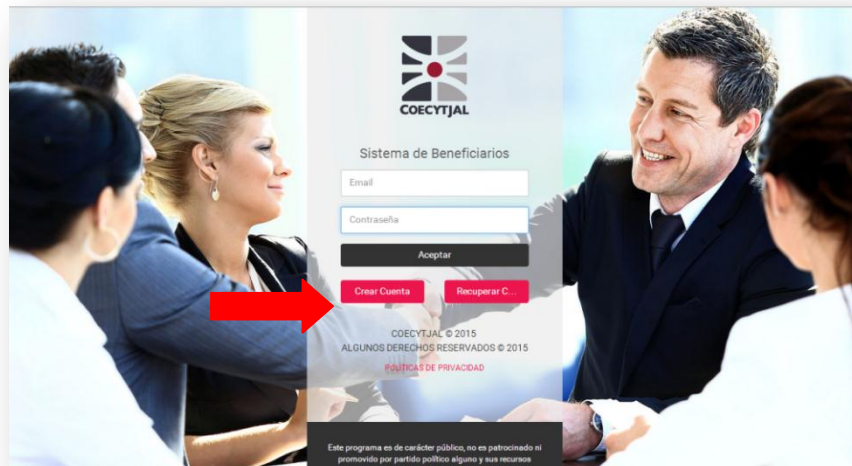 COECYTJAL
Sistema de Beneficiarios
Email
Contraseña
Aceptar
Crear Cuenta Recuperar C...
COECYTJAL © 2015
ALGUNOS DERECHOS RESERVADOS © 2015
POLÍTICAS DE PRIVACIDAD
Este programa es de carácter público, no es patrocinado ni
promovido por partido político alguno y sus recursos